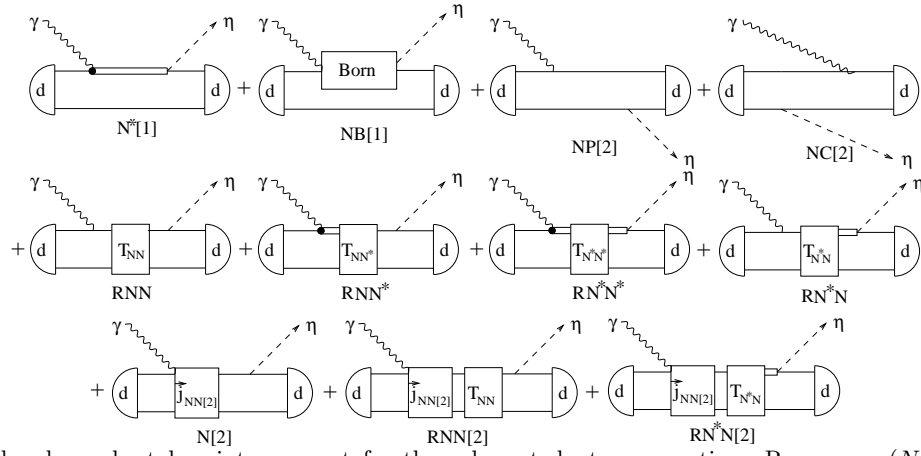 γ η γ η γ γ
d d + d Born d + d d + d d
N*[1] NB[1] NP[2] NC[2]
η η
γ η γ η γ η γ η
+ d T_NN d + d T_NN* d + d T_N*N* d + d T_N*N d
RNN RNN* RN*N* RN*N
γ η γ η γ η
+ d j_NN[2] d + d j_NN[2] T_NN d + d j_NN[2] T_N*N d
N[2] RNN[2] RN*N[2]